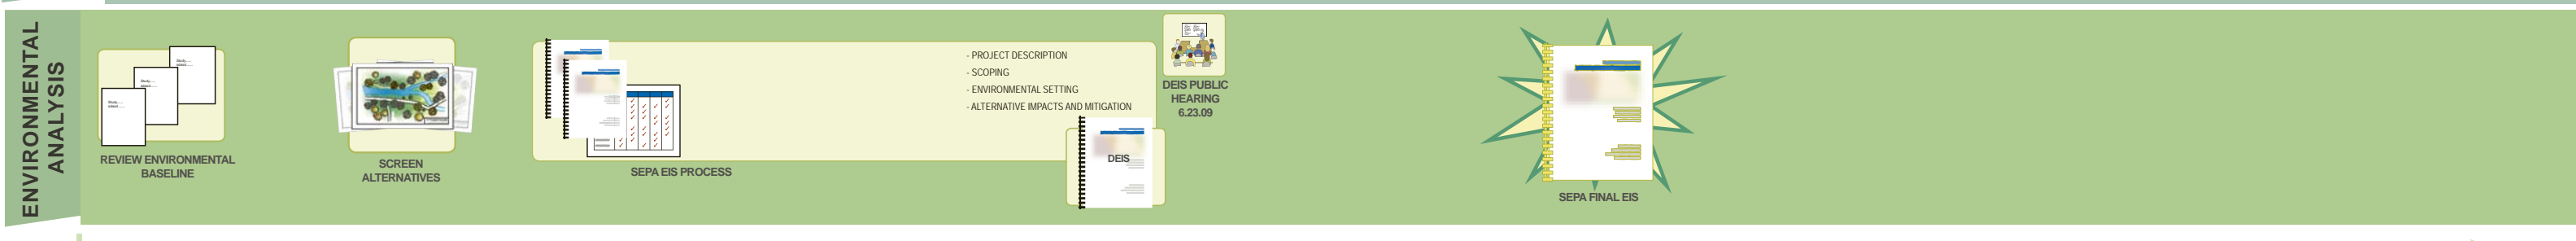 ENVIRONMENTAL
ANALYSIS
REVIEW ENVIRONMENTAL
BASELINE
SCREEN
ALTERNATIVES
SEPA EIS PROCESS
- PROJECT DESCRIPTION
- SCOPING
- ENVIRONMENTAL SETTING
- ALTERNATIVE IMPACTS AND MITIGATION
DEIS
DEIS PUBLIC
HEARING
6.23.09
SEPA FINAL EIS